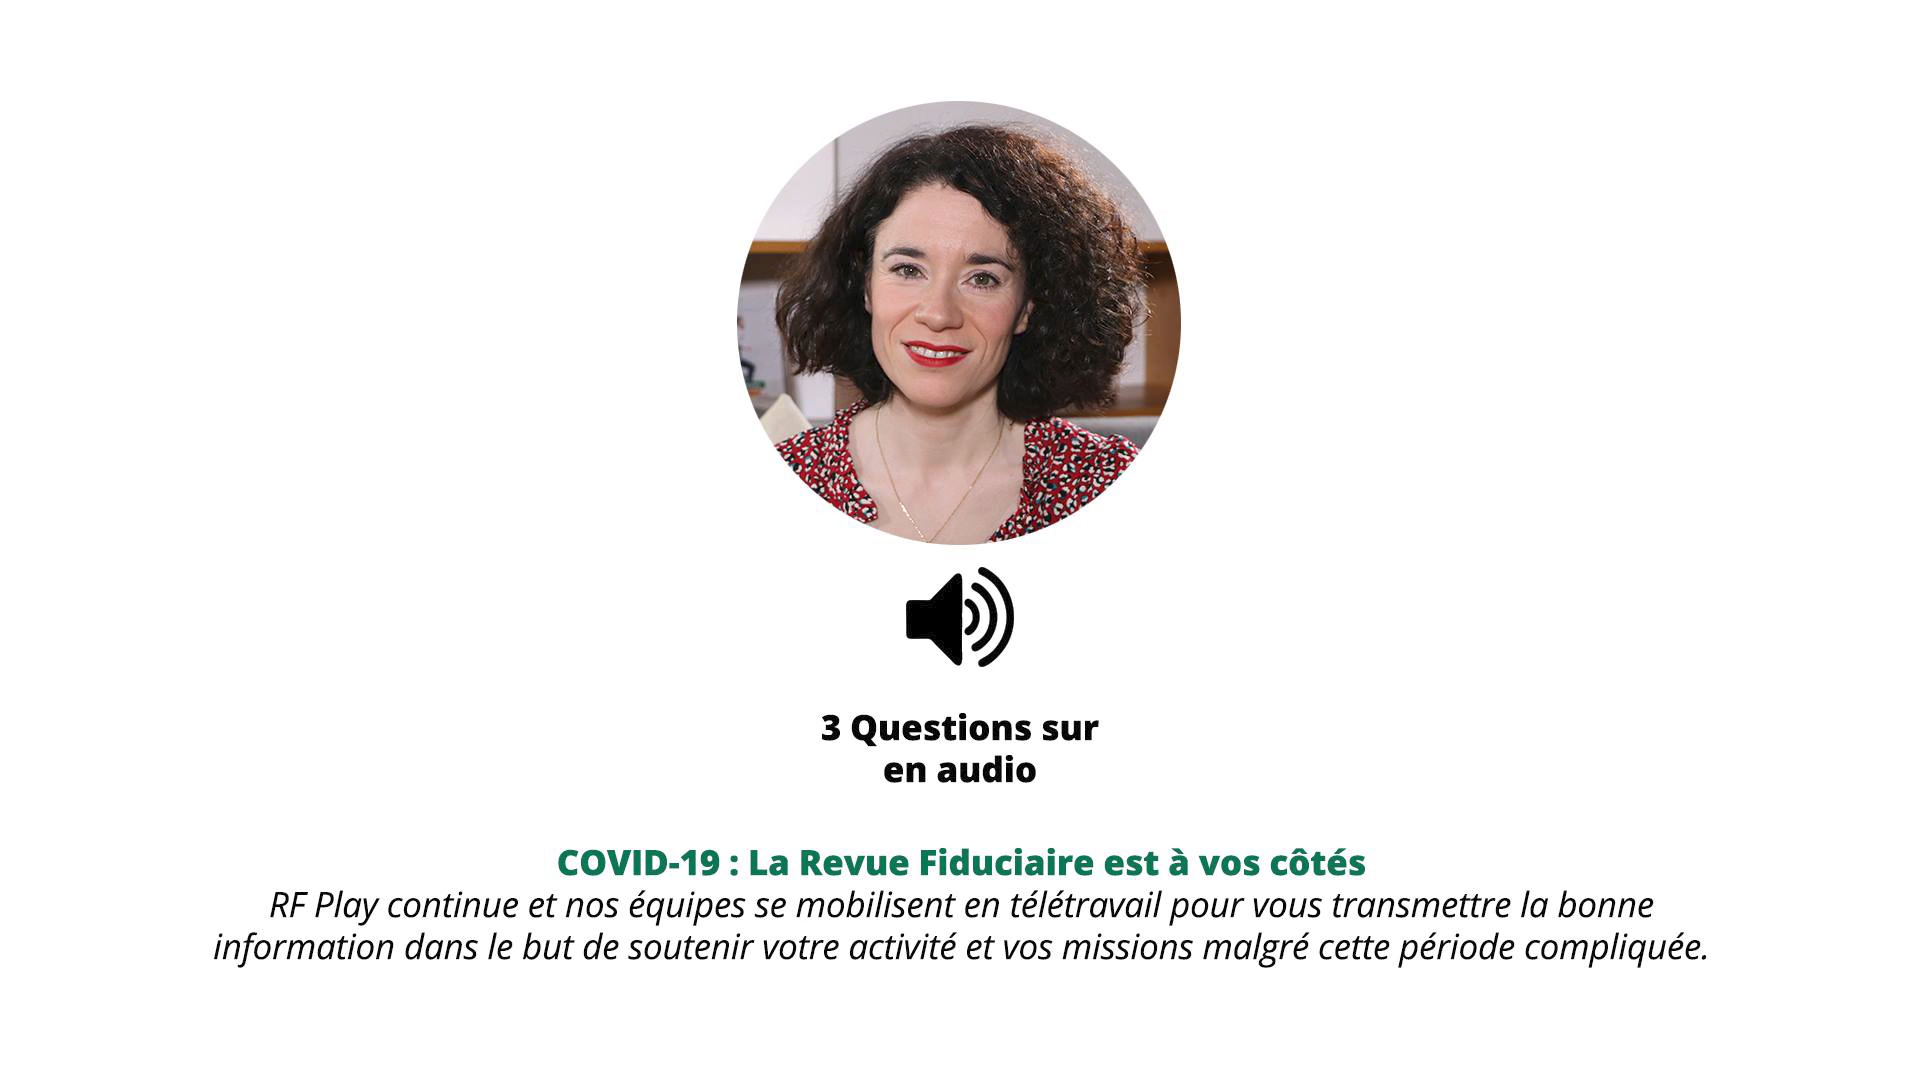 3 Questions sur
en audio
COVID-19 : La Revue Fiduciaire est à vos côtés
RF Play continue et nos équipes se mobilisent en télétravail pour vous transmettre la bonne
information dans le but de soutenir votre activité et vos missions malgré cette période compliquée.